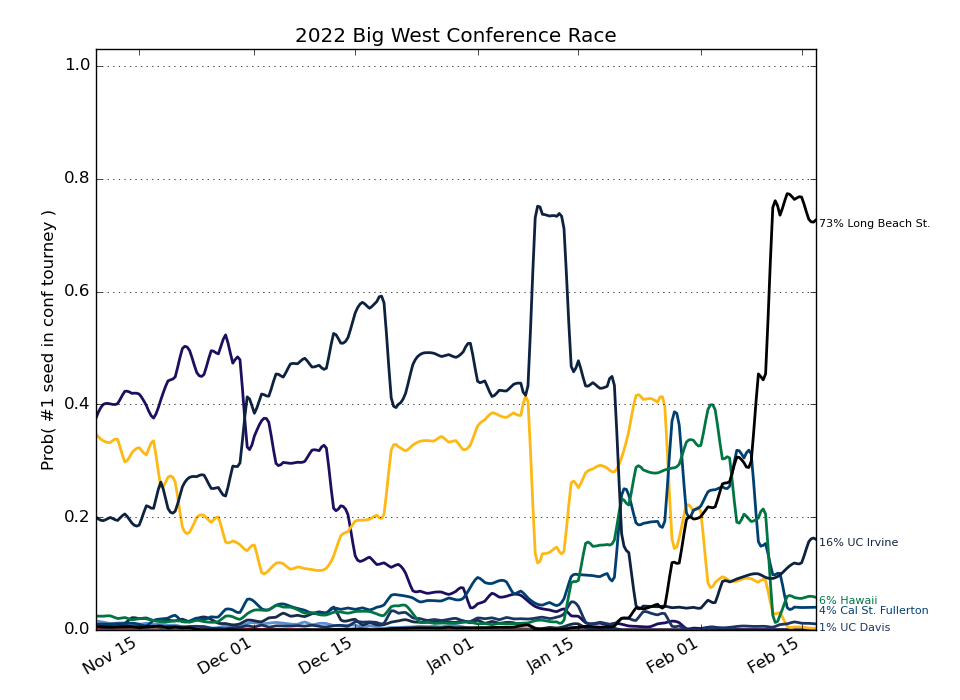 2022 Big West Conference Race
Prob( #1 seed in conf tourney )
1.0
0.8
0.6
0.4
0.2
0.0
73% Long Beach St.
16% UC Irvine
6% Hawaii
4% Cal St. Fullerton
1% UC Davis
Nov 15
Dec 01
Dec 15
Jan 01
Jan 15
Feb 01
Feb 15